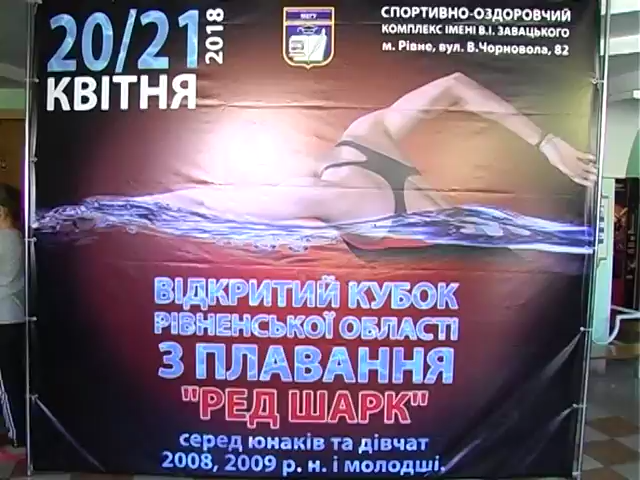 20/21 2018
КВІТНЯ
МЕГУ
СПОРТИВНО-ОЗДОРОВЧИЙ
КОМПЛЕКС ІМЕНІ В.І. ЗАВАЦЬКОГО
м. Рівне, вул. В.Чорновола, 82
ВІДКРИТИЙ КУБОК
РІВНЕНСЬКОЇ ОБЛАСТІ
З ПЛАВАННЯ
"РЕД ШАРК"
серед юнаків та дівчат
2008, 2009 р. н. і молодші.